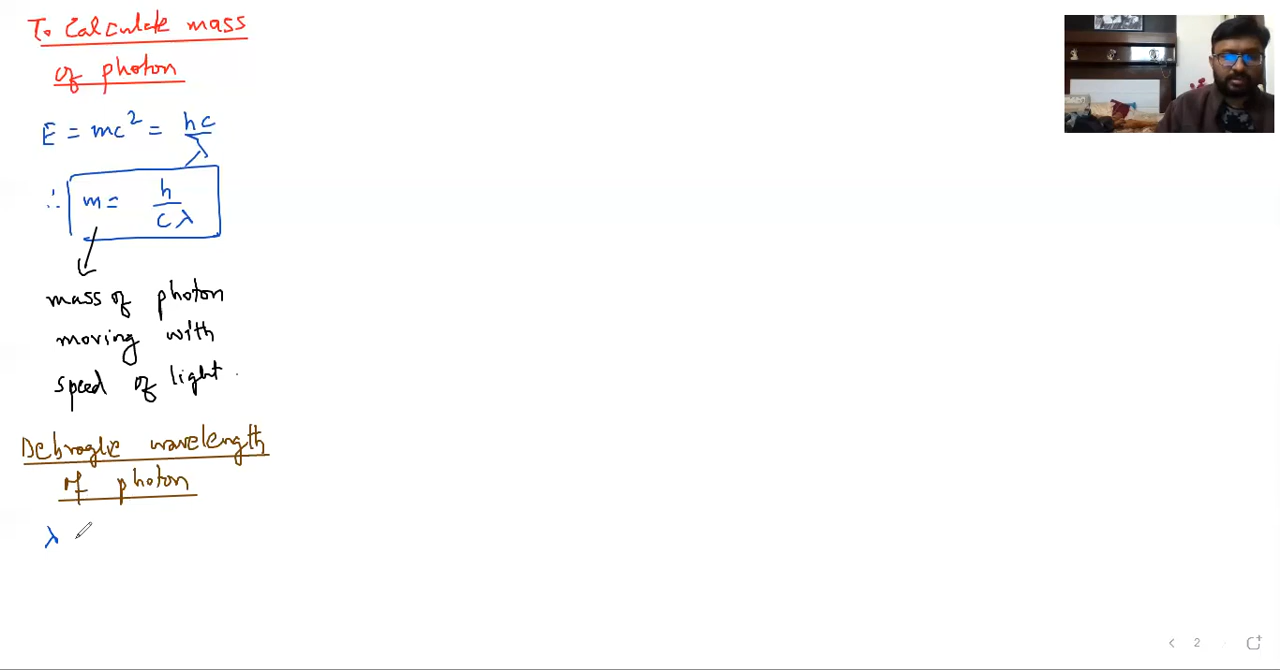 To Calculate mass
of photon
E = mc² = hc/λ
∴ m = h/cλ
mass of photon
moving with
speed of light.
Debroglie wavelength
of photon
λ
< 2